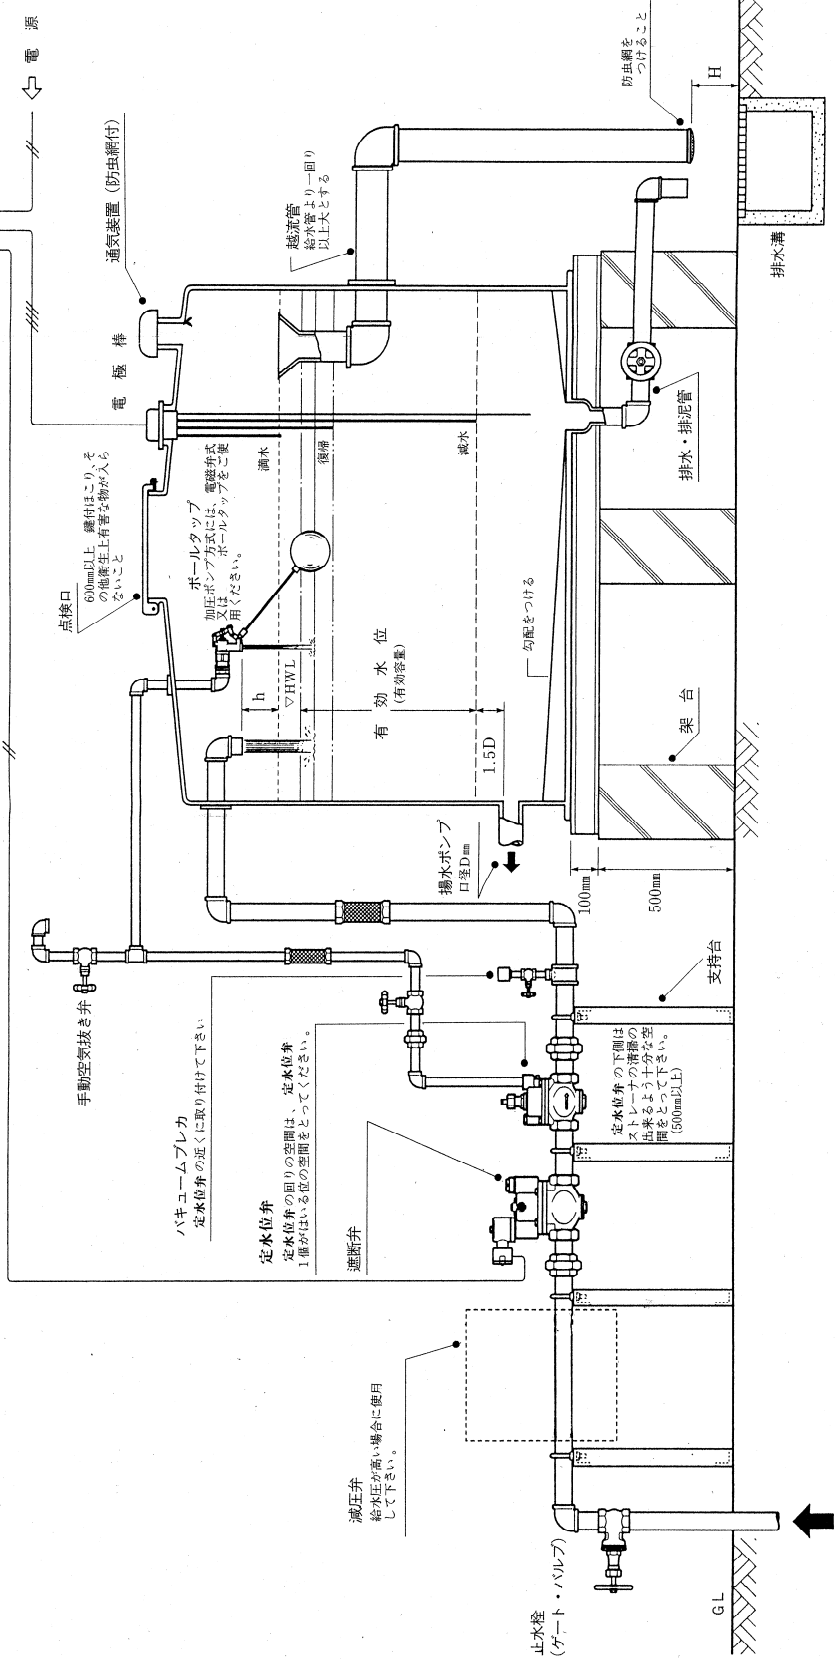 電源
通気装置(防虫網付)
電極棒
点検口
600mm以上 鍵付ほこり、そ
の他衛生上有害な物が入ら
ないこと
ボールタップ
加圧ポンプ方式には、電磁弁式
又は ボールタップをご使
用ください。
越流管
給水管より一回り
以上大とする
防虫網を
つけること
H
排水溝
満水
復帰
減水
h
▽HWL
有効水位
(有効容量)
1.5D
勾配をつける
排水・排泥管
架台
揚水ポンプ
口径Dmm
100mm
500mm
支持台
手動空気抜き弁
バキュームブレカ
定水位弁の近くに取り付けて下さい
定水位弁
定水位弁の回りの空間は、定水位弁
1個がはいる位の空間をとってください。
遮断弁
定水位弁の下側は
ストレーナの清掃の
出来るよう十分な空
間をとって下さい。
(500mm以上)
減圧弁
給水圧が高い場合に使用
して下さい。
止水栓
(ゲート・バルブ)
GL